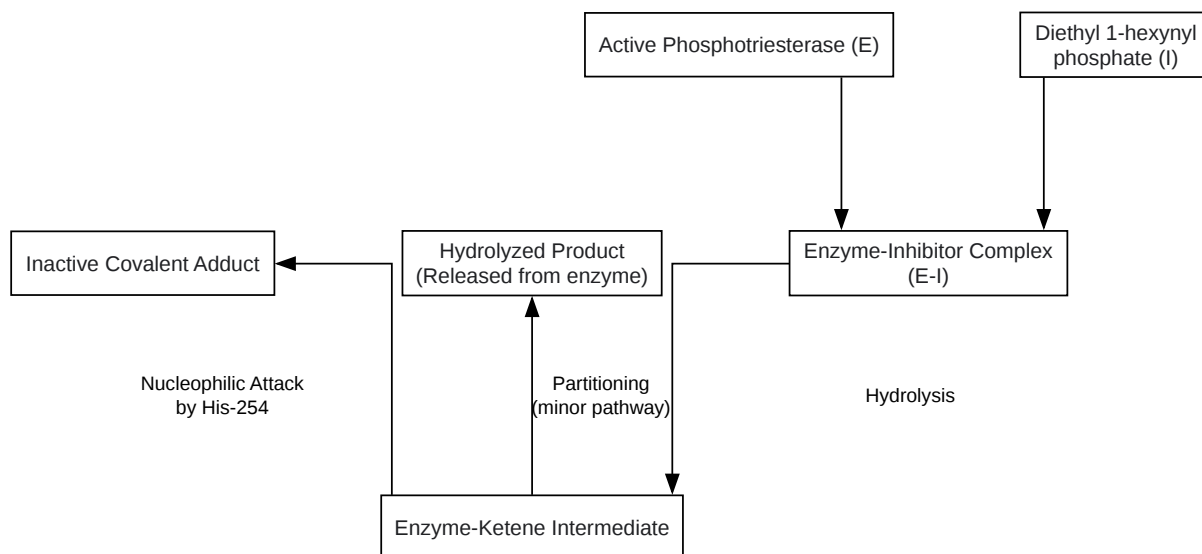 Active Phosphotriesterase (E)
Diethyl 1-hexynyl
phosphate (I)
Inactive Covalent Adduct
Hydrolyzed Product
(Released from enzyme)
Enzyme-Inhibitor Complex
(E-I)
Nucleophilic Attack
by His-254
Partitioning
(minor pathway)
Hydrolysis
Enzyme-Ketene Intermediate